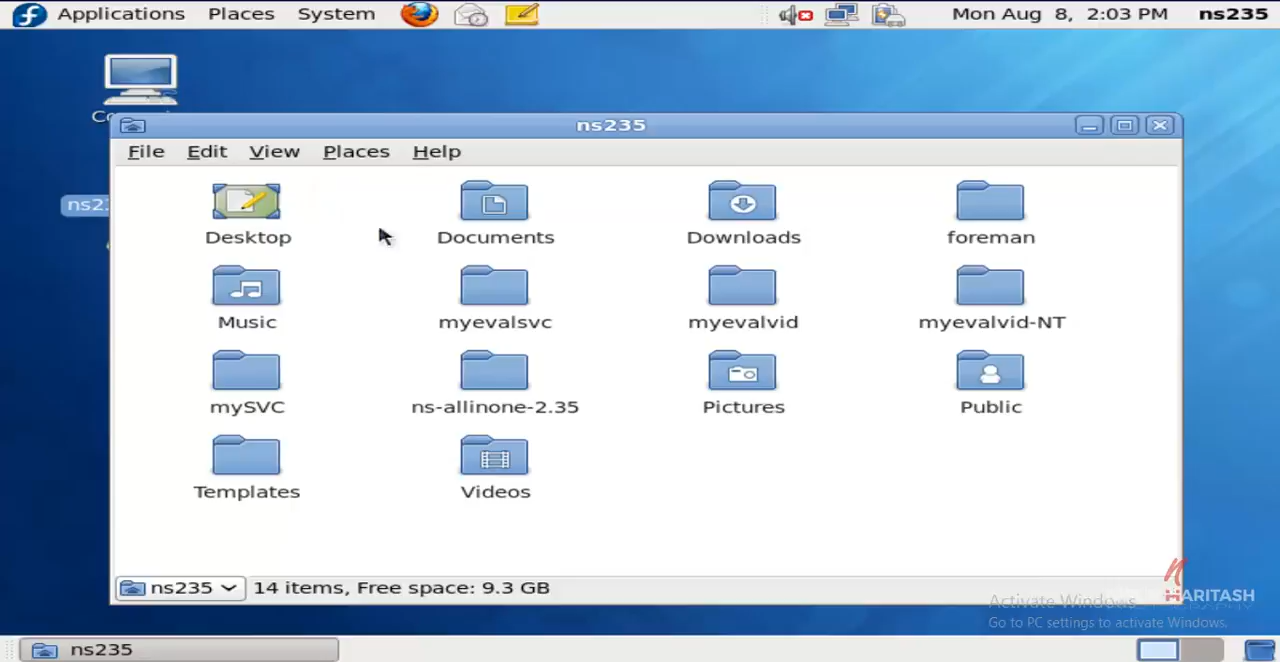 Applications Places System Mon Aug 8, 2:03 PM ns235
ns235
File Edit View Places Help
Desktop Documents Downloads foreman
Music myevalsvc myevalvid myevalvid-NT
mySVC ns-allinone-2.35 Pictures Public
Templates Videos
ns235 14 items, Free space: 9.3 GB
HARITASH
Activate Windows
Go to PC settings to activate Windows.
ns235